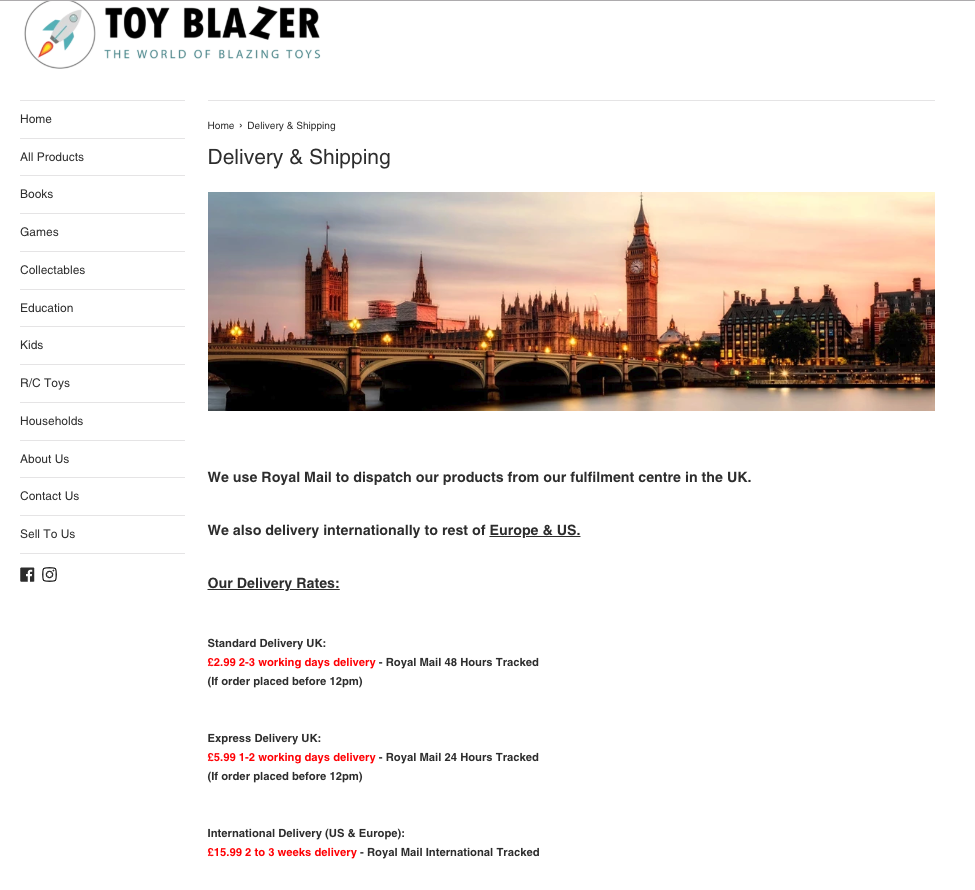 TOY BLAZER
THE WORLD OF BLAZING TOYS
Home
All Products
Books
Games
Collectables
Education
Kids
R/C Toys
Households
About Us
Contact Us
Sell To Us
Home › Delivery & Shipping
Delivery & Shipping
We use Royal Mail to dispatch our products from our fulfilment centre in the UK.
We also delivery internationally to rest of Europe & US.
Our Delivery Rates:
Standard Delivery UK:
£2.99 2-3 working days delivery - Royal Mail 48 Hours Tracked
(If order placed before 12pm)
Express Delivery UK:
£5.99 1-2 working days delivery - Royal Mail 24 Hours Tracked
(If order placed before 12pm)
International Delivery (US & Europe):
£15.99 2 to 3 weeks delivery - Royal Mail International Tracked